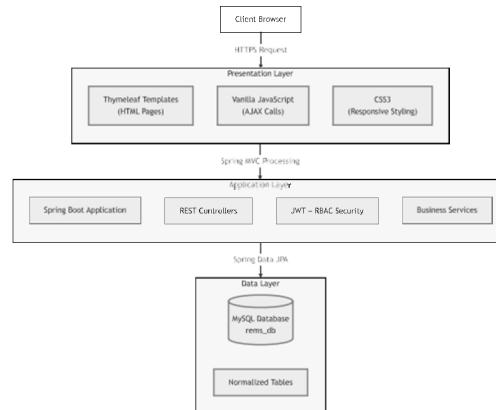 Client Browser
HTTPS Request
Presentation Layer
Thymeleaf Templates
(HTML Pages)
Vanilla JavaScript
(AJAX Calls)
CSS3
(Responsive Styling)
Spring MVC Processing
Application Layer
Spring Boot Application
REST Controllers
JWT – RBAC Security
Business Services
Spring Data JPA
Data Layer
MySQL Database
rems_db
Normalized Tables